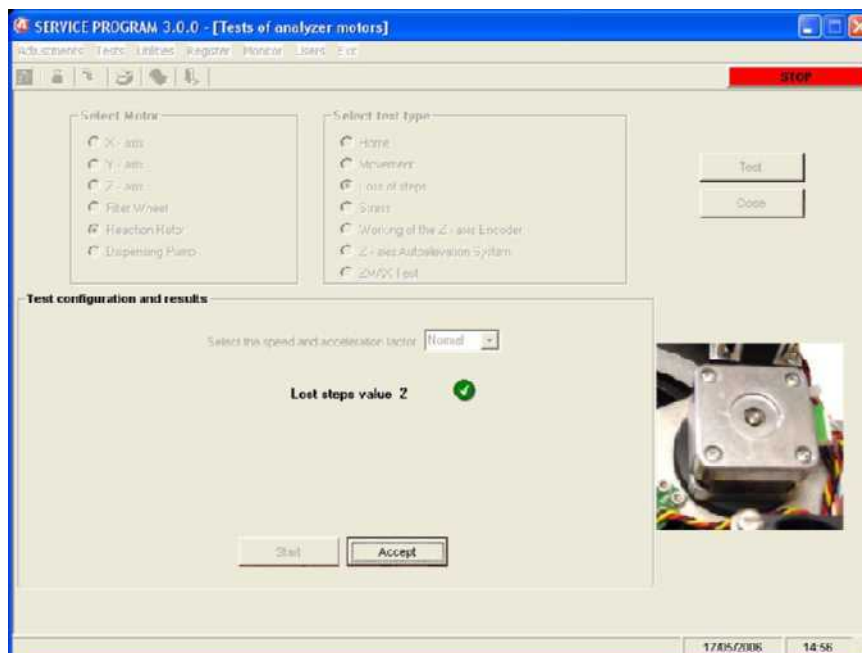 SERVICE PROGRAM 3.0.0 - [Tests of analyzer motors]
Adjustments Tests Utilities Register Monitor Users Exit
STOP
Select Motor
X - axis
Y - axis
Z - axis
Filter Wheel
Reaction Rotor
Dispensing Pump
Select test type
Home
Movement
Loss of steps
Stress
Working of the Z - axis Encoder
Z - axis Autoelevation System
ZMAX Test
Test
Close
Test configuration and results
Select the speed and acceleration factor Normal
Lost steps value 2
Start Accept
17/05/2006 14:56